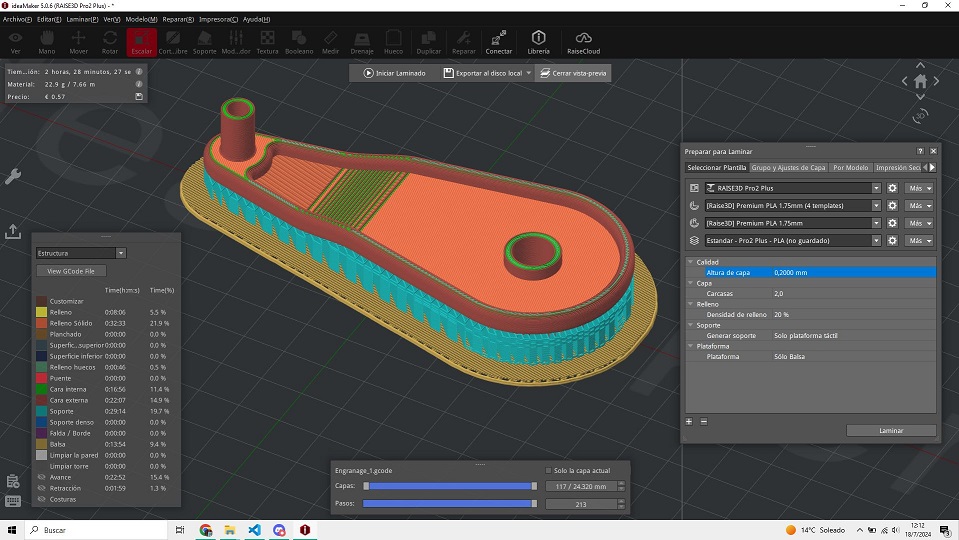 ideaMaker 5.0.6 (RAISE3D Pro2 Plus) - *
Archivo(F) Editar(E) Laminar(P) Ver(V) Modelo(M) Reparar(R) Impresora(C) Ayuda(H)
Ver Mano Mover Rotar Escalar Cort...ibre Soporte Mod...dor Textura Booleano Medir Drenaje Hueco Duplicar Reparar Conectar Librería RaiseCloud
Tiem...ión: 2 horas, 28 minutos, 27 se
Material: 22.9 g / 7.66 m
Precio: € 0.57
Iniciar Laminado Exportar al disco local Cerrar vista-previa
Preparar para Laminar
Seleccionar Plantilla Grupo y Ajustes de Capa Por Modelo Impresión Secu
RAISE3D Pro2 Plus Más
[Raise3D] Premium PLA 1.75mm (4 templates) Más
[Raise3D] Premium PLA 1.75mm Más
Estandar - Pro2 Plus - PLA (no guardado) Más
Calidad
Altura de capa 0,2000 mm
Capa
Carcasas 2,0
Relleno
Densidad de relleno 20 %
Soporte
Generar soporte Solo plataforma táctil
Plataforma
Plataforma Sólo Balsa
Laminar
Estructura
View GCode File
Time(h:m:s) Time(%)
Customizar
Relleno 0:08:06 5.5 %
Relleno Sólido 0:32:33 21.9 %
Planchado 0:00:00 0.0 %
Superfic...superior 0:00:00 0.0 %
Superficie inferior 0:00:00 0.0 %
Relleno huecos 0:00:46 0.5 %
Puente 0:00:00 0.0 %
Cara interna 0:16:56 11.4 %
Cara externa 0:22:07 14.9 %
Soporte 0:29:14 19.7 %
Soporte denso 0:00:00 0.0 %
Falda / Borde 0:00:00 0.0 %
Balsa 0:13:54 9.4 %
Limpiar la pared 0:00:00 0.0 %
Limpiar torre 0:00:00 0.0 %
Avance 0:22:52 15.4 %
Retracción 0:01:59 1.3 %
Costuras
Engranage_1.gcode Solo la capa actual
Capas: 117 / 24.320 mm
Pasos: 213
Buscar
14°C Soleado
12:12
18/7/2024